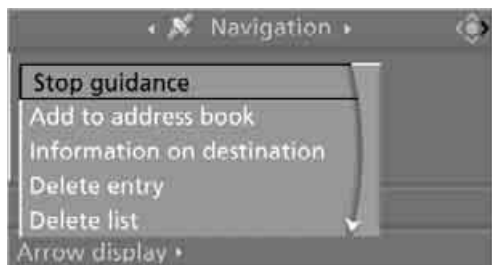 Navigation
Stop guidance
Add to address book
Information on destination
Delete entry
Delete list
Arrow display